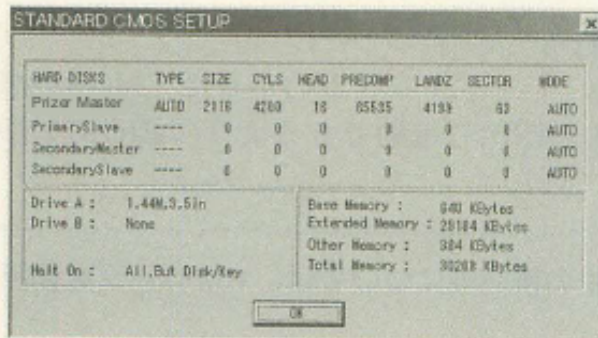 STANDARD CMOS SETUP
HARD DISKS TYPE SIZE CYLS HEAD PRECOMP LANDZ SECTOR MODE
Prizer Master AUTO 2116 4200 16 65535 4199 63 AUTO
PrimarySlave ---- 0 0 0 0 0 0 AUTO
SecondaryMaster ---- 0 0 0 0 0 0 AUTO
SecondarySlave ---- 0 0 0 0 0 0 AUTO
Drive A : 1.44M,3.5in
Drive B : None
Halt On : All,But Disk/Key
Base Memory : 640 KBytes
Extended Memory : KBytes
Other Memory : 384 KBytes
Total Memory : KBytes
OK